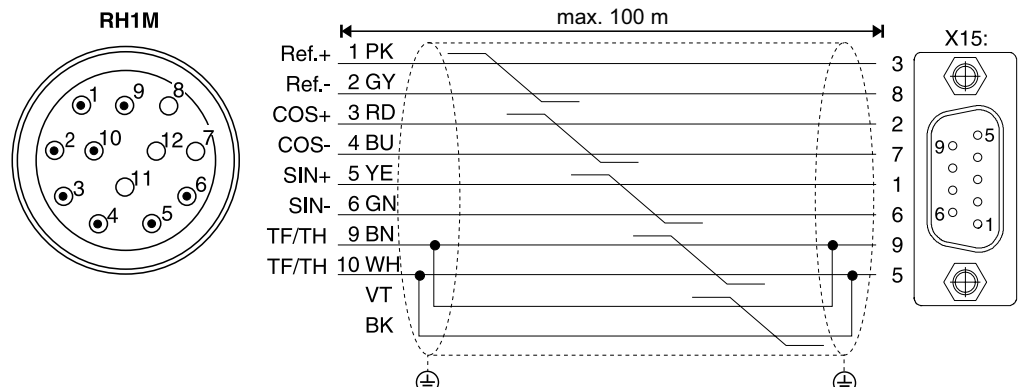 RH1M
max. 100 m
X15:
Ref.+ 1 PK 3
Ref.- 2 GY 8
COS+ 3 RD 2
COS- 4 BU 7
SIN+ 5 YE 1
SIN- 6 GN 6
TF/TH 9 BN 9
TF/TH 10 WH 5
VT
BK
1 9 8
2 10 12 7
11
3 6
4 5
9 5
6 1